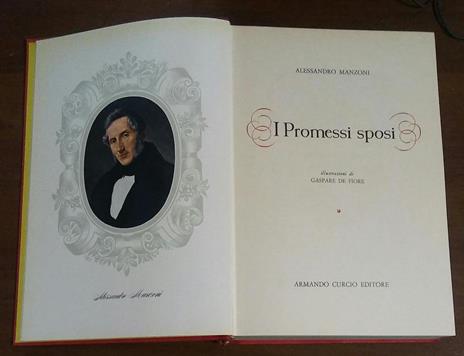 Alessandro Manzoni
ALESSANDRO MANZONI
I Promessi sposi
illustrazioni di
GASPARE DE FIORE
ARMANDO CURCIO EDITORE